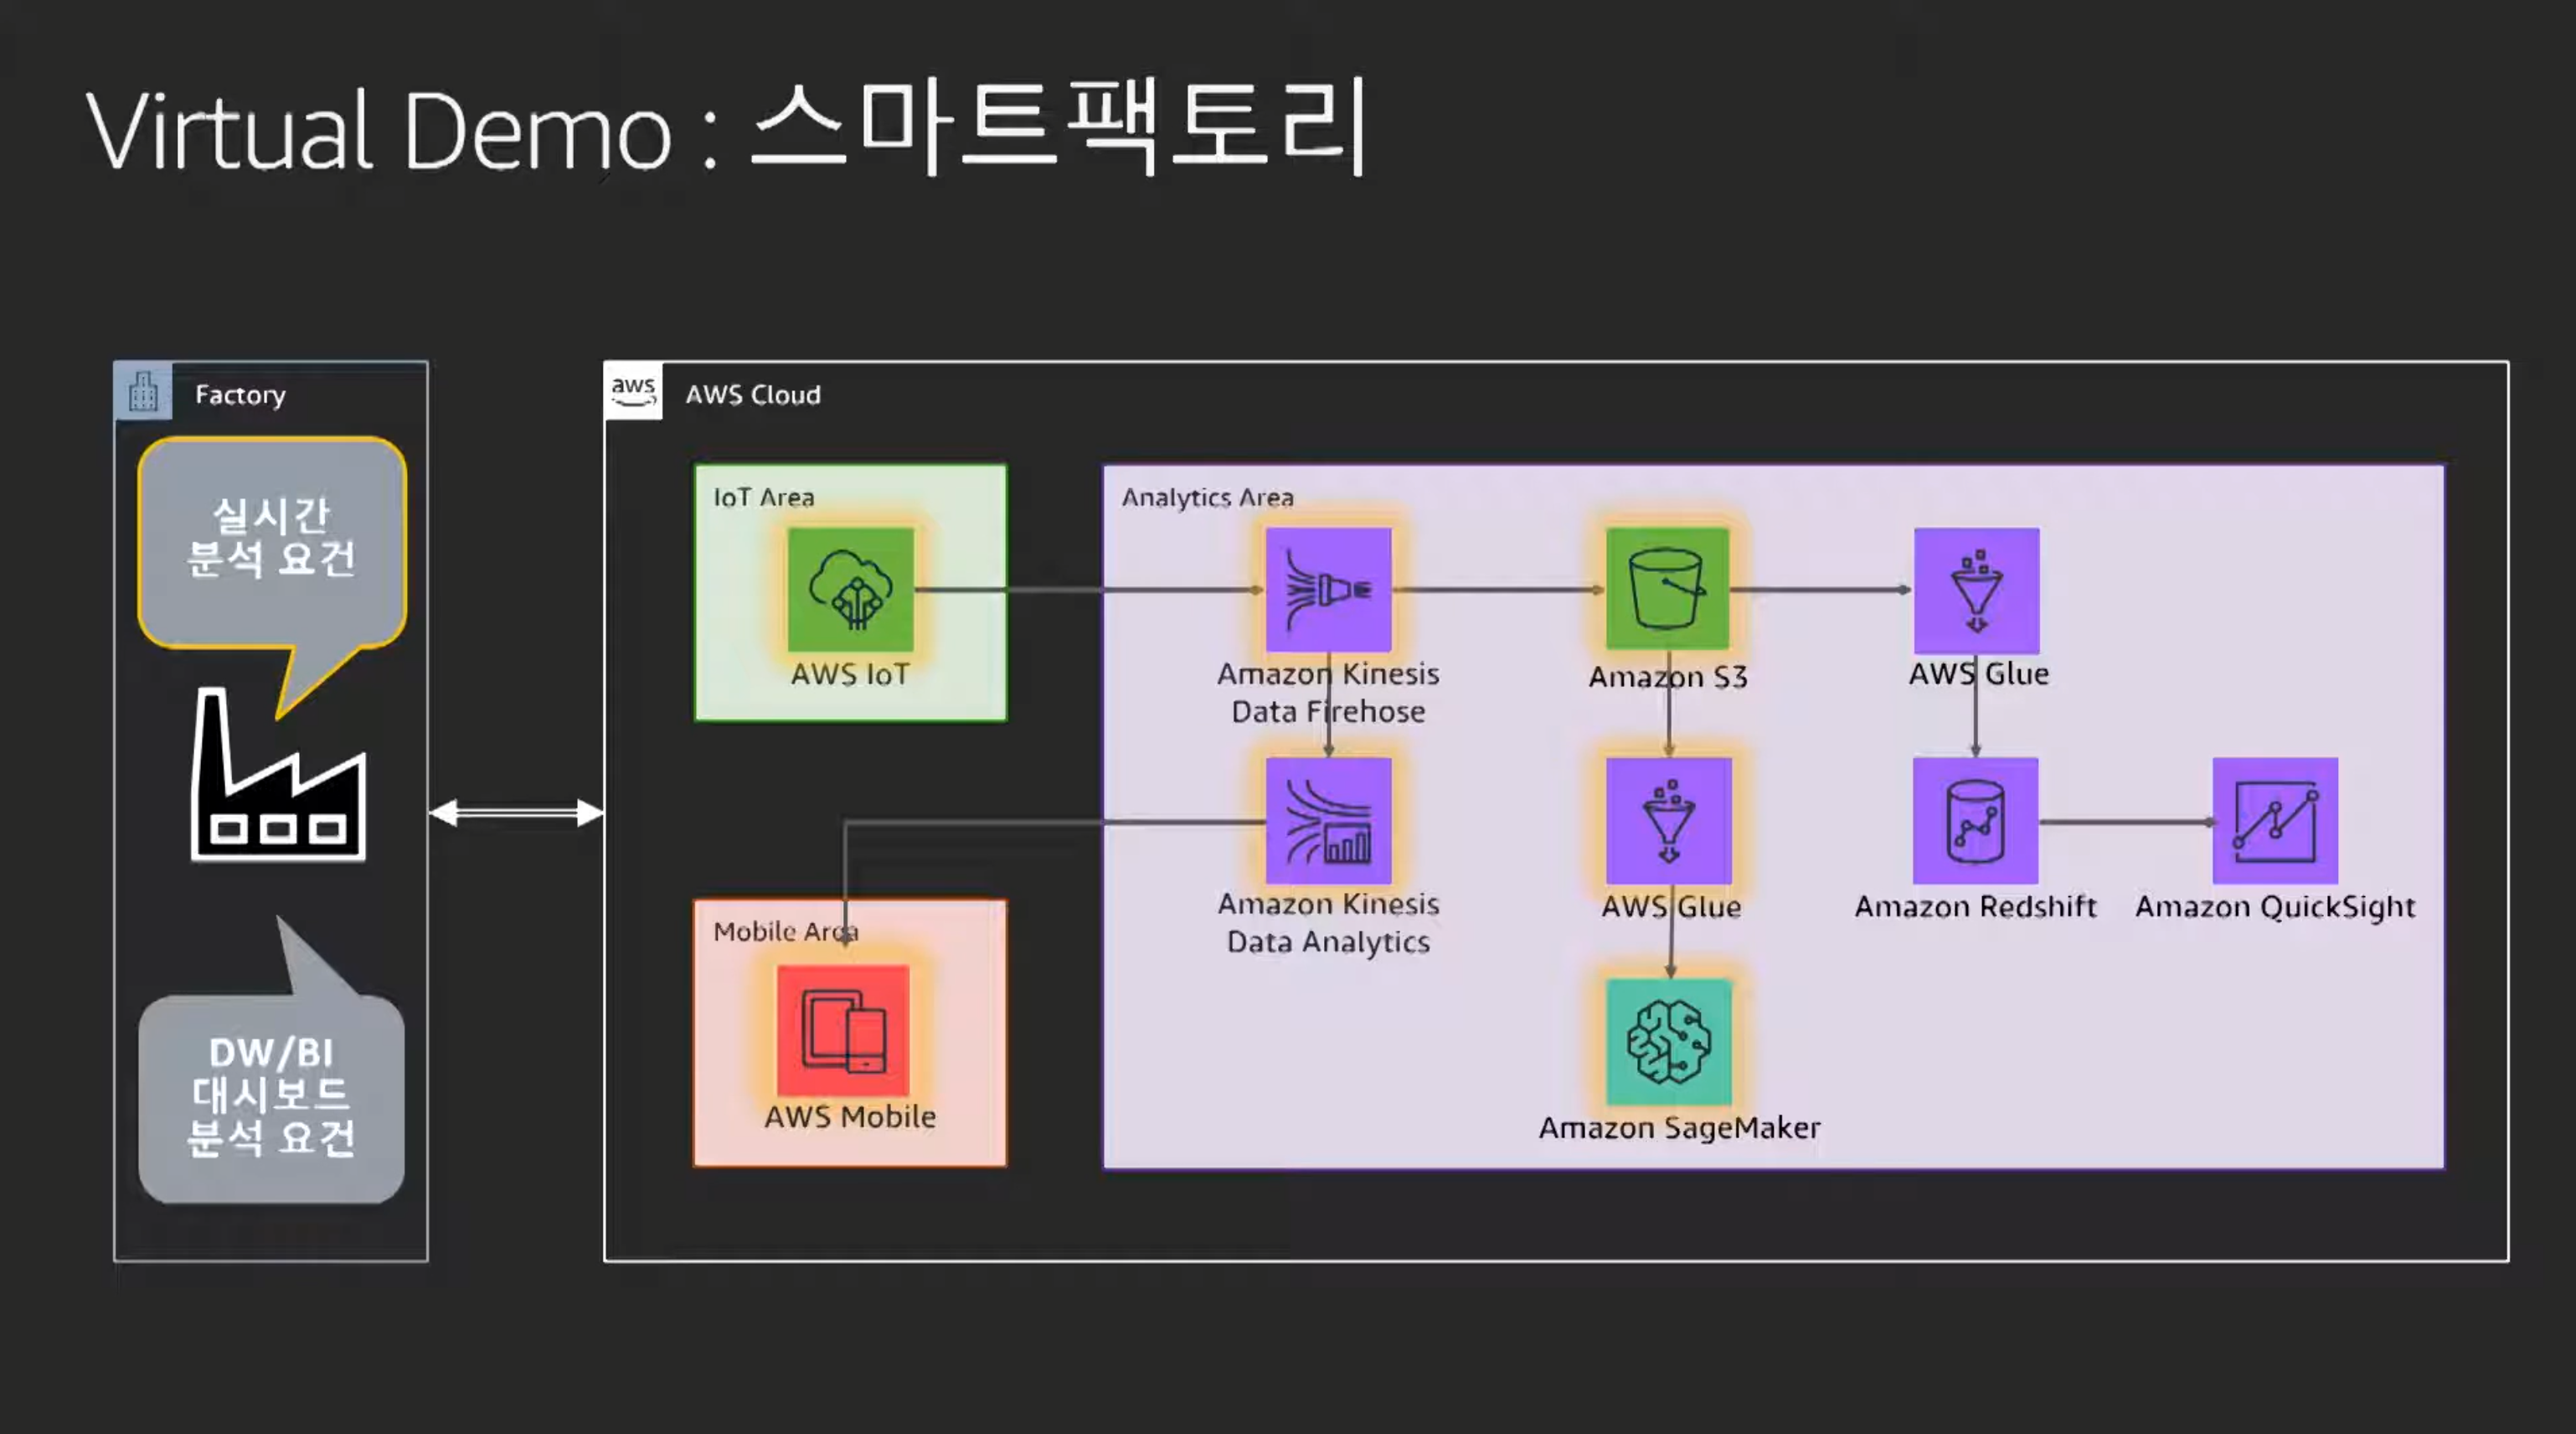 Virtual Demo : 스마트팩토리
Factory
실시간
분석 요건
DW/BI
대시보드
분석 요건
aws
AWS Cloud
IoT Area
AWS IoT
Mobile Area
AWS Mobile
Analytics Area
Amazon Kinesis
Data Firehose
Amazon S3
AWS Glue
Amazon Kinesis
Data Analytics
AWS Glue
Amazon Redshift
Amazon QuickSight
Amazon SageMaker